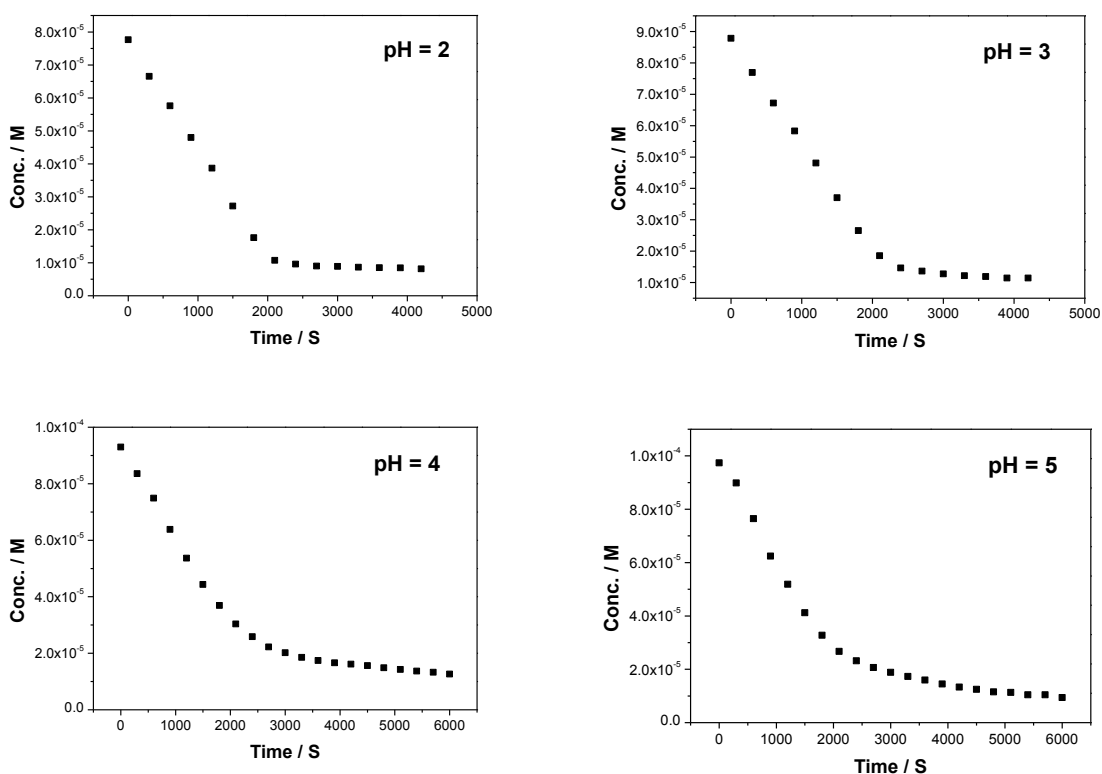 pH = 2
8.0x10-5
7.0x10-5
6.0x10-5
5.0x10-5
4.0x10-5
3.0x10-5
2.0x10-5
1.0x10-5
0.0
Conc. / M
0 1000 2000 3000 4000 5000
Time / S
pH = 3
9.0x10-5
8.0x10-5
7.0x10-5
6.0x10-5
5.0x10-5
4.0x10-5
3.0x10-5
2.0x10-5
1.0x10-5
Conc. / M
0 1000 2000 3000 4000 5000
Time / S
pH = 4
1.0x10-4
8.0x10-5
6.0x10-5
4.0x10-5
2.0x10-5
0.0
Conc. / M
0 1000 2000 3000 4000 5000 6000
Time / S
pH = 5
1.0x10-4
8.0x10-5
6.0x10-5
4.0x10-5
2.0x10-5
0.0
Conc. / M
0 1000 2000 3000 4000 5000 6000
Time / S